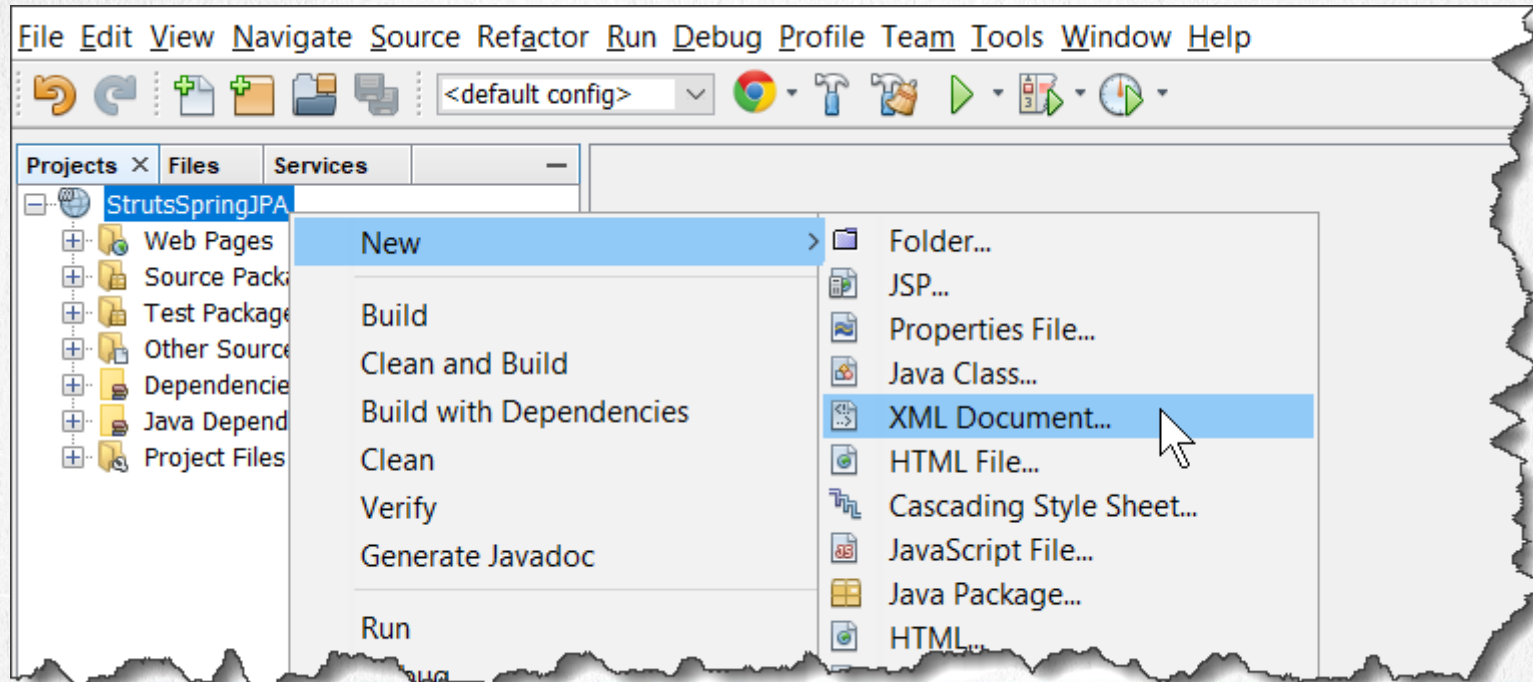 File Edit View Navigate Source Refactor Run Debug Profile Team Tools Window Help
<default config>
Projects Files Services
StrutsSpringJPA
Web Pages
Source Packa
Test Package
Other Source
Dependencie
Java Depend
Project Files
New
Build
Clean and Build
Build with Dependencies
Clean
Verify
Generate Javadoc
Run
Folder...
JSP...
Properties File...
Java Class...
XML Document...
HTML File...
Cascading Style Sheet...
JavaScript File...
Java Package...
HTML...